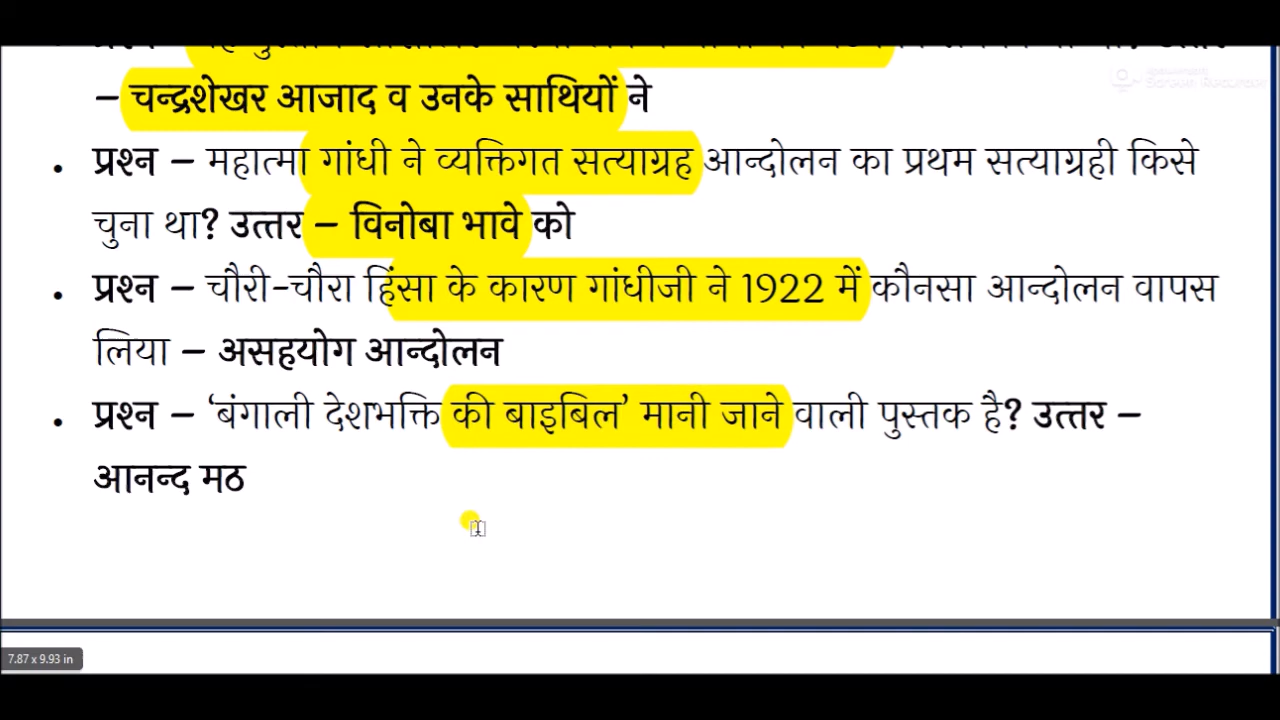 – चन्द्रशेखर आजाद व उनके साथियों ने
• प्रश्न – महात्मा गांधी ने व्यक्तिगत सत्याग्रह आन्दोलन का प्रथम सत्याग्रही किसे
चुना था? उत्तर – विनोबा भावे को
• प्रश्न – चौरी-चौरा हिंसा के कारण गांधीजी ने 1922 में कौनसा आन्दोलन वापस
लिया – असहयोग आन्दोलन
• प्रश्न – ‘बंगाली देशभक्ति की बाइबिल’ मानी जाने वाली पुस्तक है? उत्तर –
आनन्द मठ
7.87 x 9.93 in